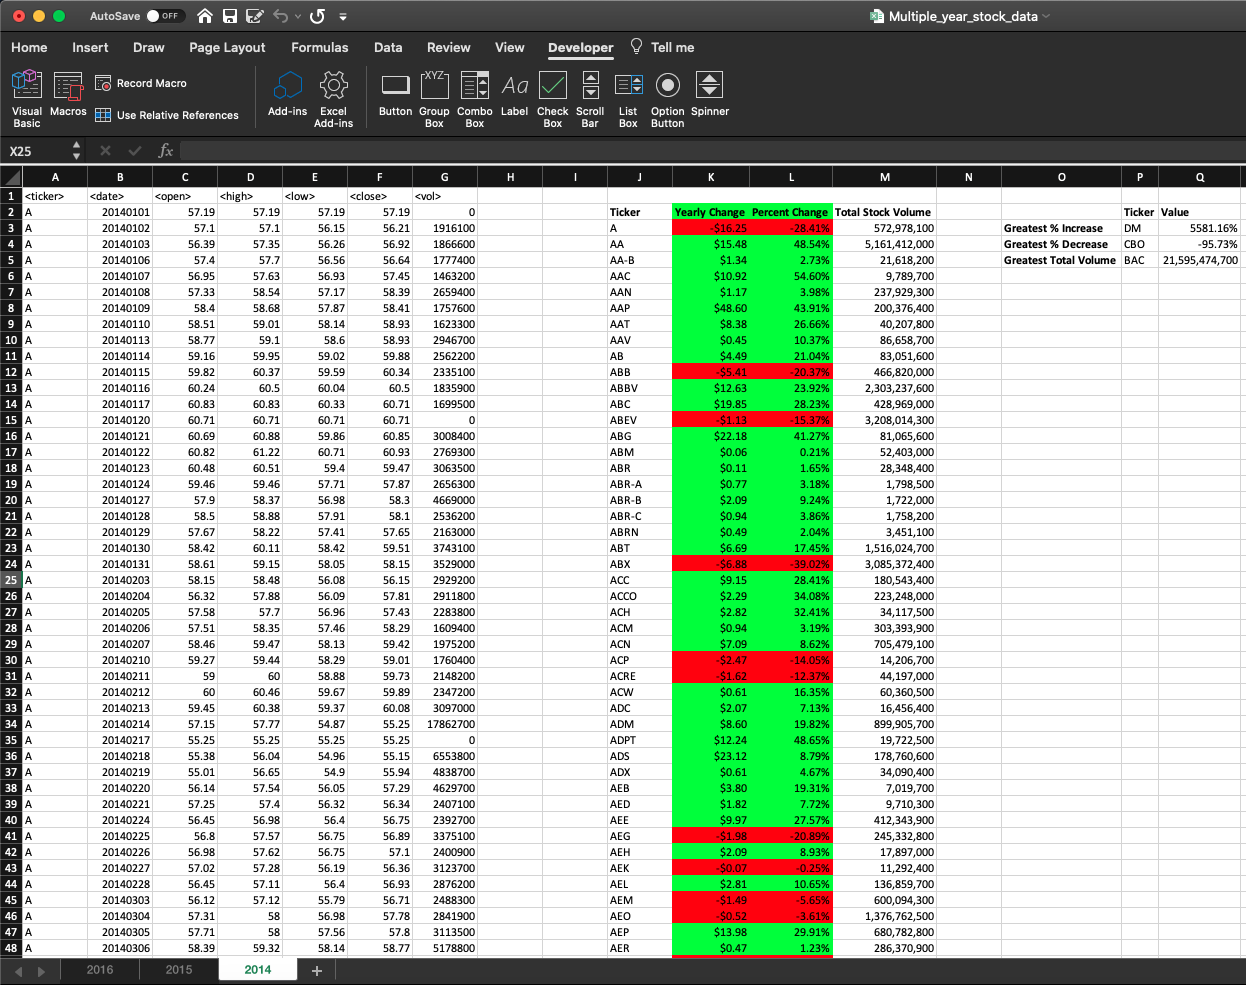 AutoSave OFF Multiple_year_stock_data
Home Insert Draw Page Layout Formulas Data Review View Developer Tell me
Visual Basic Macros Record Macro Use Relative References Add-ins Excel Add-ins Button Group Box XYZ Combo Box Aa Label Check Box Scroll Bar List Box Option Button Spinner
X25 fx
A B C D E F G H I J K L M N O P Q
1 <ticker> <date> <open> <high> <low> <close> <vol>
2 A 20140101 57.19 57.19 57.19 57.19 0 Ticker Yearly Change Percent Change Total Stock Volume Ticker Value
3 A 20140102 57.1 57.1 56.15 56.21 1916100 A -$16.25 -28.41% 572,978,100 Greatest % Increase DM 5581.16%
4 A 20140103 56.39 57.35 56.26 56.92 1866600 AA $15.48 48.54% 5,161,412,000 Greatest % Decrease CBO -95.73%
5 A 20140106 57.4 57.7 56.56 56.64 1777400 AA-B $1.34 2.73% 21,618,200 Greatest Total Volume BAC 21,595,474,700
6 A 20140107 56.95 57.63 56.93 57.45 1463200 AAC $10.92 54.60% 9,789,700
7 A 20140108 57.33 58.54 57.17 58.39 2659400 AAN $1.17 3.98% 237,929,300
8 A 20140109 58.4 58.68 57.87 58.41 1757600 AAP $48.60 43.91% 200,376,400
9 A 20140110 58.51 59.01 58.14 58.93 1623300 AAT $8.38 26.66% 40,207,800
10 A 20140113 58.77 59.1 58.6 58.93 2946700 AAV $0.45 10.37% 86,658,700
11 A 20140114 59.16 59.95 59.02 59.88 2562200 AB $4.49 21.04% 83,051,600
12 A 20140115 59.82 60.37 59.59 60.34 2335100 ABB -$5.41 -20.37% 466,820,000
13 A 20140116 60.24 60.5 60.04 60.5 1835900 ABBV $12.63 23.92% 2,303,237,600
14 A 20140117 60.83 60.83 60.33 60.71 1699500 ABC $19.85 28.23% 428,969,000
15 A 20140120 60.71 60.71 60.71 60.71 0 ABEV -$1.13 -15.37% 3,208,014,300
16 A 20140121 60.69 60.88 59.86 60.85 3008400 ABG $22.18 41.27% 81,065,600
17 A 20140122 60.82 61.22 60.71 60.93 2769300 ABM $0.06 0.21% 52,403,000
18 A 20140123 60.48 60.51 59.4 59.47 3063500 ABR $0.11 1.65% 28,348,400
19 A 20140124 59.46 59.46 57.71 57.87 2656300 ABR-A $0.77 3.18% 1,798,500
20 A 20140127 57.9 58.37 56.98 58.3 4669000 ABR-B $2.09 9.24% 1,722,000
21 A 20140128 58.5 58.88 57.91 58.1 2536200 ABR-C $0.94 3.86% 1,758,200
22 A 20140129 57.67 58.22 57.41 57.65 2163000 ABRN $0.49 2.04% 3,451,100
23 A 20140130 58.42 60.11 58.42 59.51 3743100 ABT $6.69 17.45% 1,516,024,700
24 A 20140131 58.61 59.15 58.05 58.15 3529000 ABX -$6.88 -39.02% 3,085,372,400
25 A 20140203 58.15 58.48 56.08 56.15 2929200 ACC $9.15 28.41% 180,543,400
26 A 20140204 56.32 57.88 56.09 57.81 2911800 ACCO $2.29 34.08% 223,248,000
27 A 20140205 57.58 57.7 56.96 57.43 2283800 ACH $2.82 32.41% 34,117,500
28 A 20140206 57.51 58.35 57.46 58.29 1609400 ACM $0.94 3.19% 303,393,900
29 A 20140207 58.46 59.47 58.13 59.42 1975200 ACN $7.09 8.62% 705,479,100
30 A 20140210 59.27 59.44 58.29 59.01 1760400 ACP -$2.47 -14.05% 14,206,700
31 A 20140211 59 60 58.88 59.73 2148200 ACRE -$1.62 -12.37% 44,197,000
32 A 20140212 60 60.46 59.67 59.89 2347200 ACW $0.61 16.35% 60,360,500
33 A 20140213 59.45 60.38 59.37 60.08 3097000 ADC $2.07 7.13% 16,456,400
34 A 20140214 57.15 57.77 54.87 55.25 17862700 ADM $8.60 19.82% 899,905,700
35 A 20140217 55.25 55.25 55.25 55.25 0 ADPT $12.24 48.65% 19,722,500
36 A 20140218 55.38 56.04 54.96 55.15 6553800 ADS $23.12 8.79% 178,760,600
37 A 20140219 55.01 56.65 54.9 55.94 4838700 ADX $0.61 4.67% 34,090,400
38 A 20140220 56.14 57.54 56.05 57.29 4629700 AEB $3.80 19.31% 7,019,700
39 A 20140221 57.25 57.4 56.32 56.34 2407100 AED $1.82 7.72% 9,710,300
40 A 20140224 56.45 56.98 56.4 56.75 2392700 AEE $9.97 27.57% 412,343,900
41 A 20140225 56.8 57.57 56.75 56.89 3375100 AEG -$1.98 -20.89% 245,332,800
42 A 20140226 56.98 57.62 56.75 57.1 2400900 AEH $2.09 8.93% 17,897,000
43 A 20140227 57.02 57.28 56.19 56.36 3123700 AEK -$0.07 -0.25% 11,292,400
44 A 20140228 56.45 57.11 56.4 56.93 2876200 AEL $2.81 10.65% 136,859,700
45 A 20140303 56.12 57.12 55.79 56.71 2488300 AEM -$1.49 -5.65% 600,094,300
46 A 20140304 57.31 58 56.98 57.78 2841900 AEO -$0.52 -3.61% 1,376,762,500
47 A 20140305 57.71 58 57.56 57.8 3113500 AEP $13.98 29.91% 680,782,800
48 A 20140306 58.39 59.32 58.14 58.77 5178800 AER $0.47 1.23% 286,370,900
2016 2015 2014 +